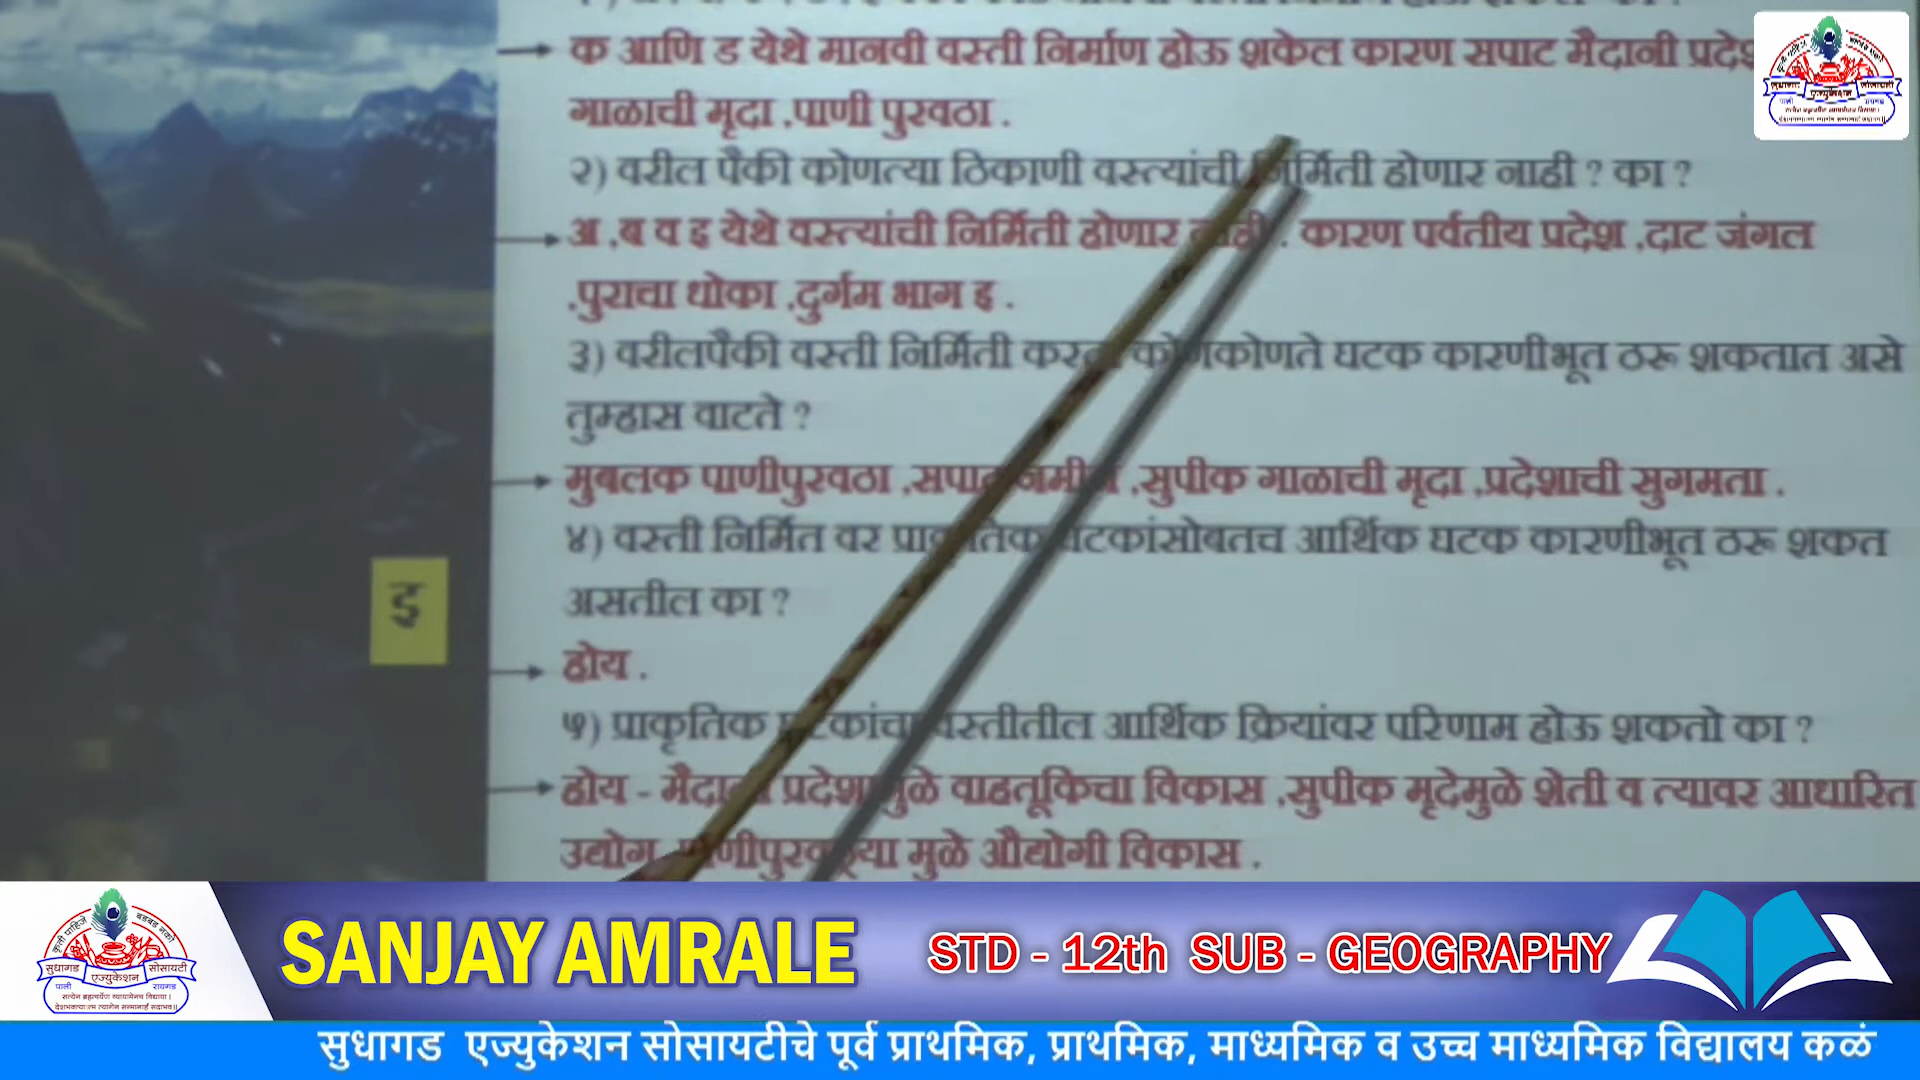 क आणि ड येथे मानवी वस्ती निर्माण होऊ शकेल कारण सपाट मैदानी प्रदेश
गाळाची मृदा ,पाणी पुरवठा .
२) वरील पैकी कोणत्या ठिकाणी वस्त्यांची निर्मिती होणार नाही ? का ?
अ ,ब व इ येथे वस्त्यांची निर्मिती होणार नाही . कारण पर्वतीय प्रदेश ,दाट जंगल
,पुराचा धोका ,दुर्गम भाग इ .
३) वरीलपैकी वस्ती निर्मिती करता कोणकोणते घटक कारणीभूत ठरू शकतात असे
तुम्हास वाटते ?
मुबलक पाणीपुरवठा ,सपाट जमीन ,सुपीक गाळाची मृदा ,प्रदेशाची सुगमता .
४) वस्ती निर्मित वर प्राकृतिक घटकांसोबतच आर्थिक घटक कारणीभूत ठरू शकत
असतील का ?
होय .
इ
५) प्राकृतिक घटकांचा वस्तीतील आर्थिक क्रियांवर परिणाम होऊ शकतो का ?
होय - मैदानी प्रदेशामुळे वाहतूकिचा विकास ,सुपीक मृदेमुळे शेती व त्यावर आधारित
उद्योग पाणीपुरवठ्या मुळे औद्योगी विकास .
सुधागड एज्युकेशन सोसायटी
पाली रायगड
SANJAY AMRALE
STD - 12th SUB - GEOGRAPHY
सुधागड एज्युकेशन सोसायटीचे पूर्व प्राथमिक, प्राथमिक, माध्यमिक व उच्च माध्यमिक विद्यालय कळं